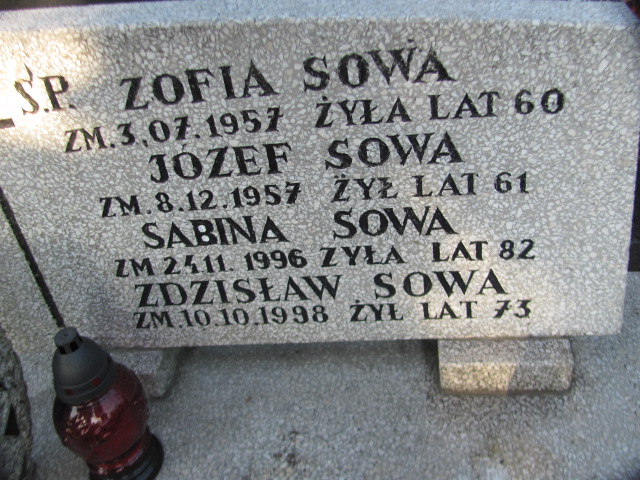 Ś.P. ZOFIA SOWA
ZM.3.07.1957 ŻYŁA LAT 60
JÓZEF SOWA
ZM.8.12.1957 ŻYŁ LAT 61
SABINA SOWA
ZM 24.11.1996 ŻYŁA LAT 82
ZDZISŁAW SOWA
ZM.10.10.1998 ŻYŁ LAT 73